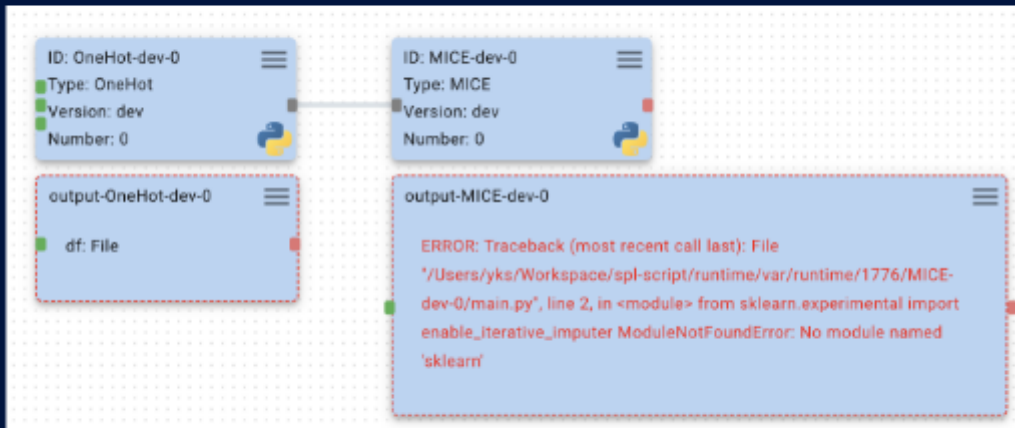 ID: OneHot-dev-0
Type: OneHot
Version: dev
Number: 0
ID: MICE-dev-0
Type: MICE
Version: dev
Number: 0
output-OneHot-dev-0
df: File
output-MICE-dev-0
ERROR: Traceback (most recent call last): File
"/Users/yks/Workspace/spl-script/runtime/var/runtime/1776/MICE-
dev-0/main.py", line 2, in <module> from sklearn.experimental import
enable_iterative_imputer ModuleNotFoundError: No module named
'sklearn'